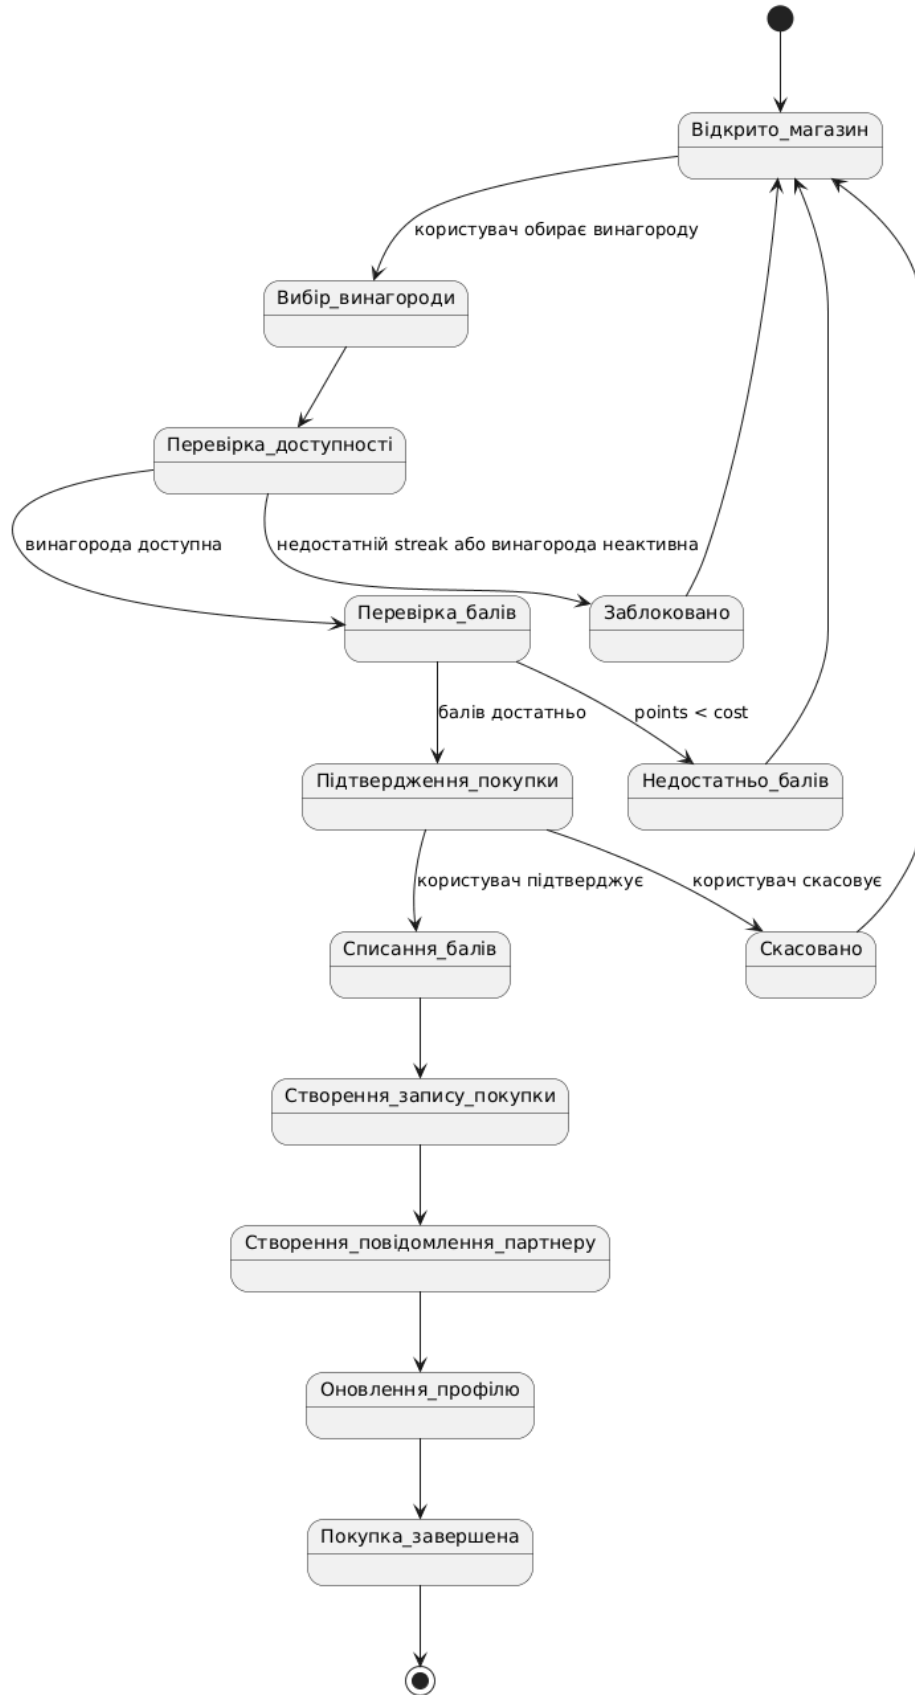 Відкрито_магазин
користувач обирає винагороду
Вибір_винагороди
Перевірка_доступності
винагорода доступна
недостатній streak або винагорода неактивна
Перевірка_балів
Заблоковано
балів достатньо
points < cost
Підтвердження_покупки
Недостатньо_балів
користувач підтверджує
користувач скасовує
Списання_балів
Скасовано
Створення_запису_покупки
Створення_повідомлення_партнеру
Оновлення_профілю
Покупка_завершена